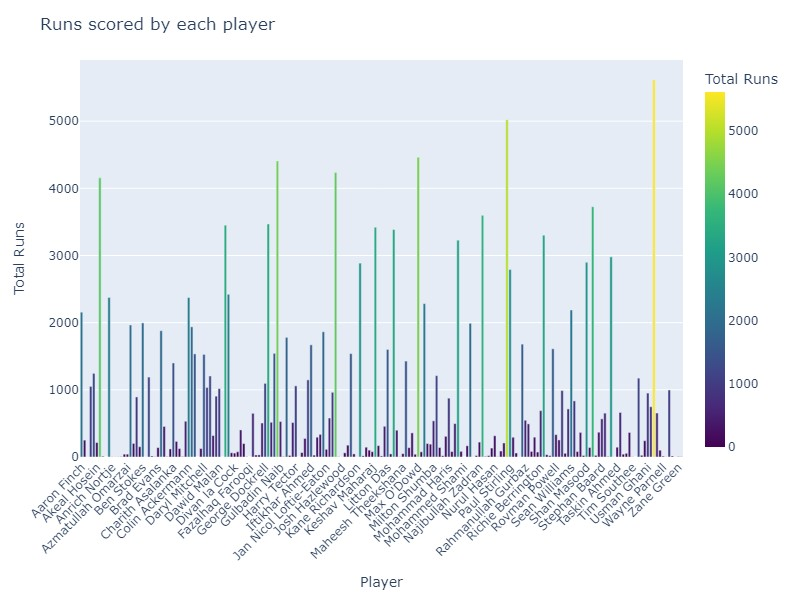 Runs scored by each player
Total Runs
5000
4000
3000
2000
1000
0
Total Runs
5000
4000
3000
2000
1000
0
Aaron Finch
Akeal Hosein
Anrich Nortje
Azmatullah Omarzai
Ben Stokes
Brad Evans
Charith Asalanka
Colin Ackermann
Daryl Mitchell
Dawid Malan
Divan la Cock
Fazalhaq Farooqi
George Dockrell
Gulbadin Naib
Harry Tector
Iftikhar Ahmed
Jan Nicol Loftie-Eaton
Josh Hazlewood
Kane Richardson
Keshav Maharaj
Litton Das
Maheesh Theekshana
Max O'Dowd
Milton Shumba
Mohammad Haris
Mohammed Shami
Najibullah Zadran
Nurul Hasan
Paul Stirling
Rahmanullah Gurbaz
Richie Berrington
Rovman Powell
Sean Williams
Shan Masood
Stephan Baard
Taskin Ahmed
Tim Southee
Usman Ghani
Wayne Parnell
Zane Green
Player